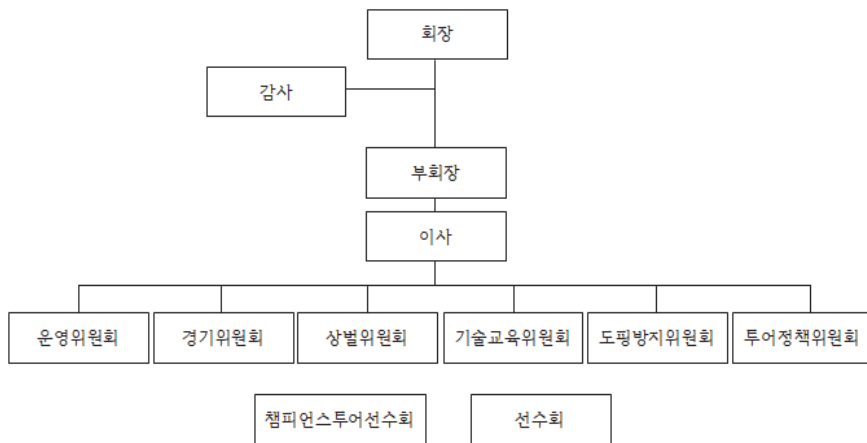 회장
감사
부회장
이사
운영위원회
경기위원회
상벌위원회
기술교육위원회
도핑방지위원회
투어정책위원회
챔피언스투어선수회
선수회